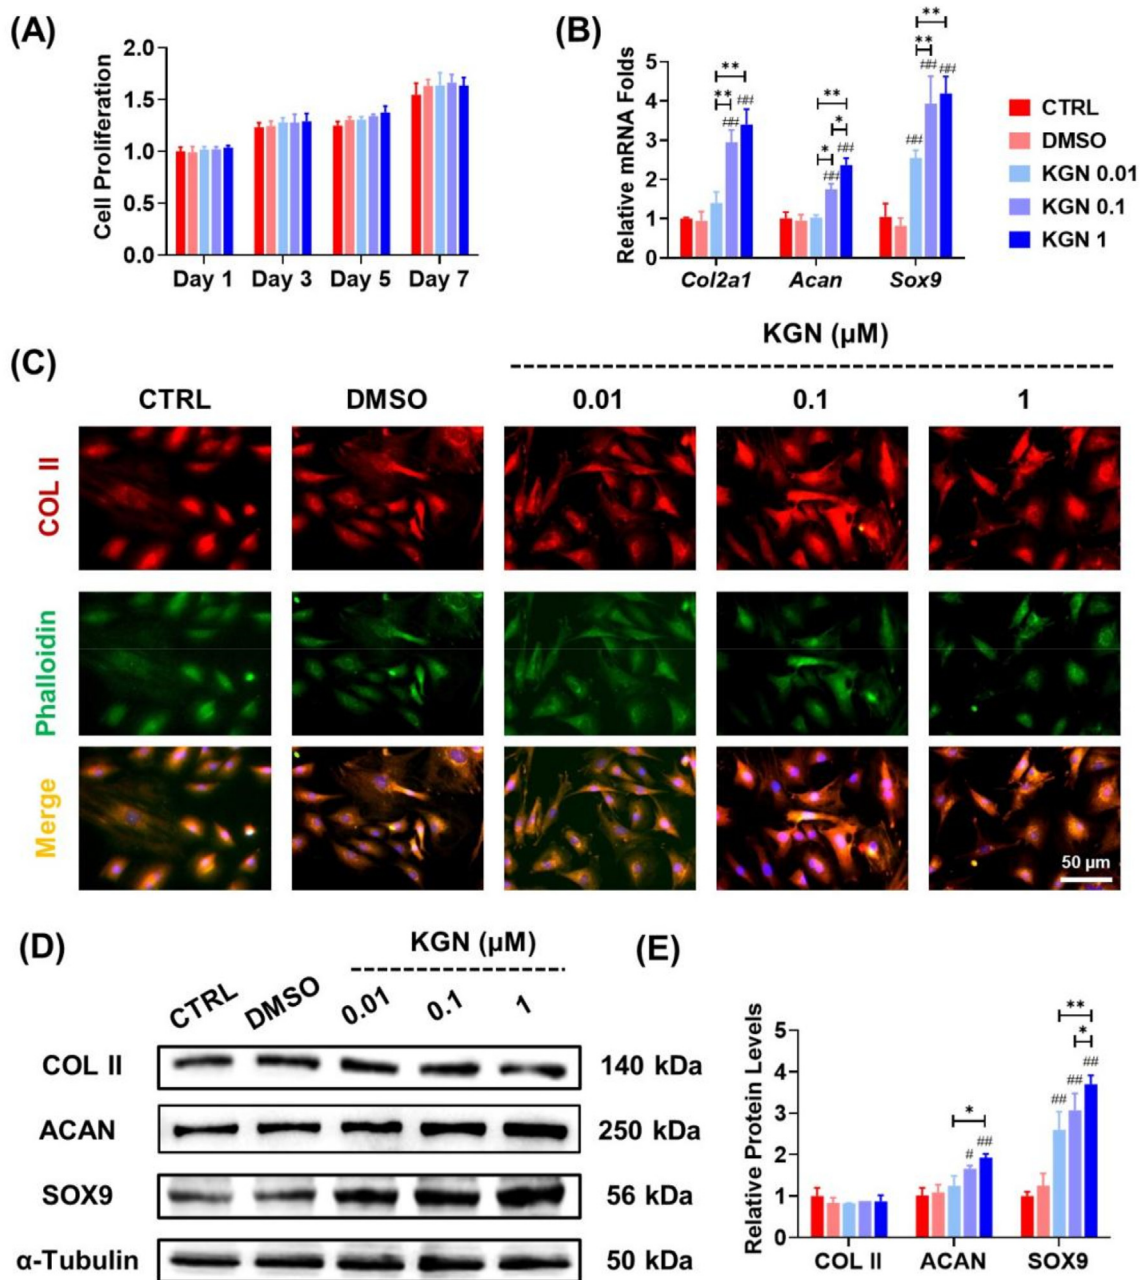 (A)
Cell Proliferation
2.0
1.5
1.0
0.5
0.0
Day 1 Day 3 Day 5 Day 7
(B)
Relative mRNA Folds
5
4
3
2
1
0
** ** ## ##
** * * ## ##
** ** ## ## ##
Col2a1 Acan Sox9
CTRL
DMSO
KGN 0.01
KGN 0.1
KGN 1
(C)
KGN (μM)
CTRL DMSO 0.01 0.1 1
COL II
Phalloidin
Merge
50 μm
(D)
KGN (μM)
CTRL DMSO 0.01 0.1 1
COL II 140 kDa
ACAN 250 kDa
SOX9 56 kDa
α-Tubulin 50 kDa
(E)
Relative Protein Levels
5
4
3
2
1
0
* # ##
** * ## ## ##
COL II ACAN SOX9